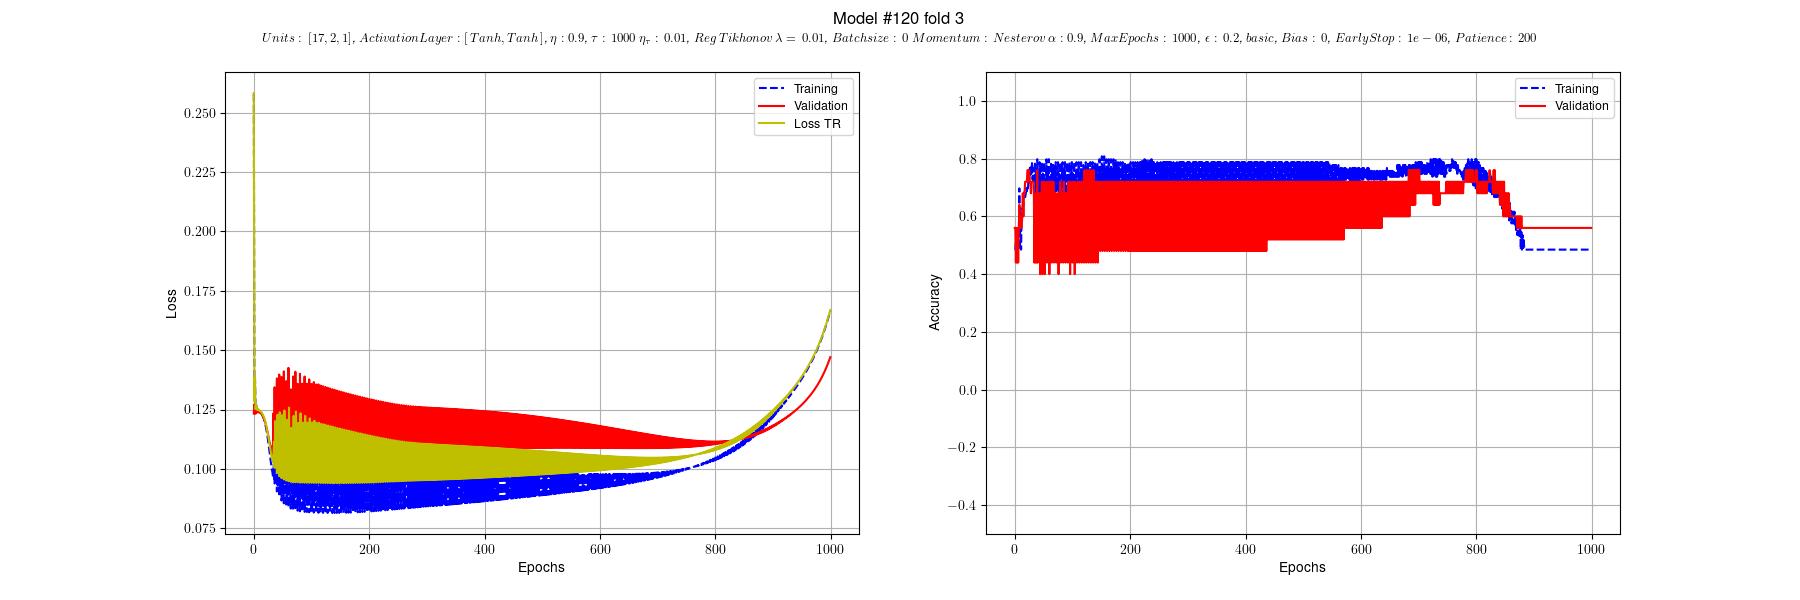 Model #120 fold 3
Units : [17, 2, 1], ActivationLayer : [Tanh, Tanh], η : 0.9, τ : 1000 η_τ : 0.01, Reg Tikhonov λ = 0.01, Batchsize : 0 Momentum : Nesterov α : 0.9, MaxEpochs : 1000, ϵ : 0.2, basic, Bias : 0, EarlyStop : 1e − 06, Patience : 200
Training
Validation
Loss TR
0.250
0.225
0.200
0.175
0.150
0.125
0.100
0.075
Loss
0 200 400 600 800 1000
Epochs
Training
Validation
1.0
0.8
0.6
0.4
0.2
0.0
−0.2
−0.4
Accuracy
0 200 400 600 800 1000
Epochs